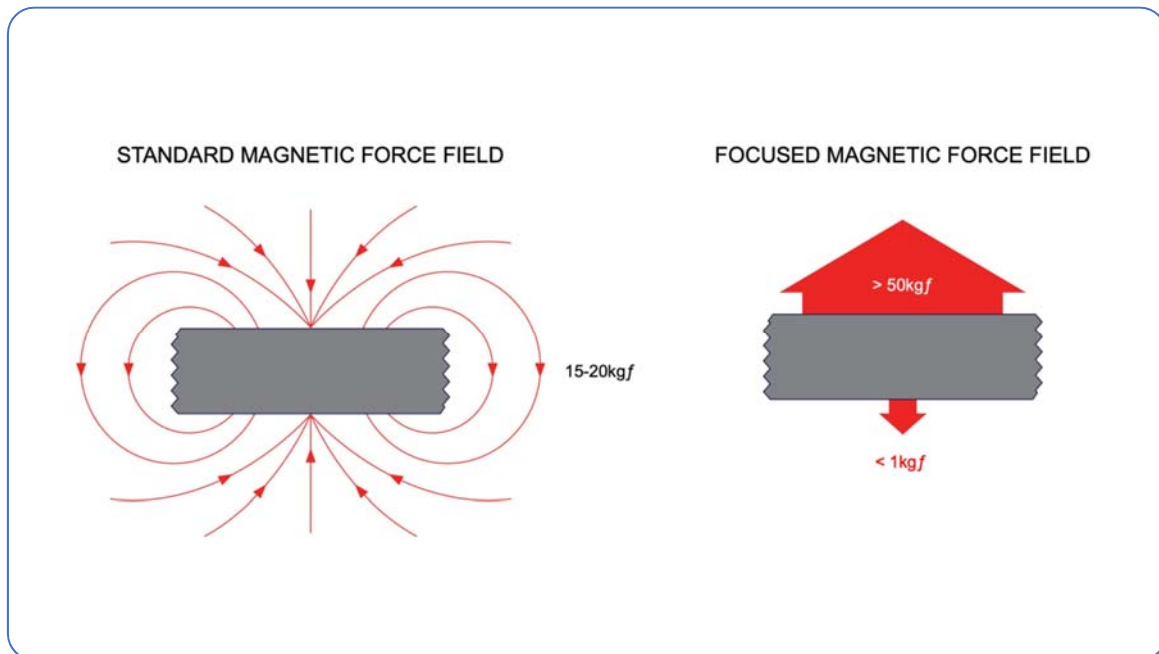 STANDARD MAGNETIC FORCE FIELD
FOCUSED MAGNETIC FORCE FIELD
> 50kgƒ
15-20kgƒ
< 1kgƒ